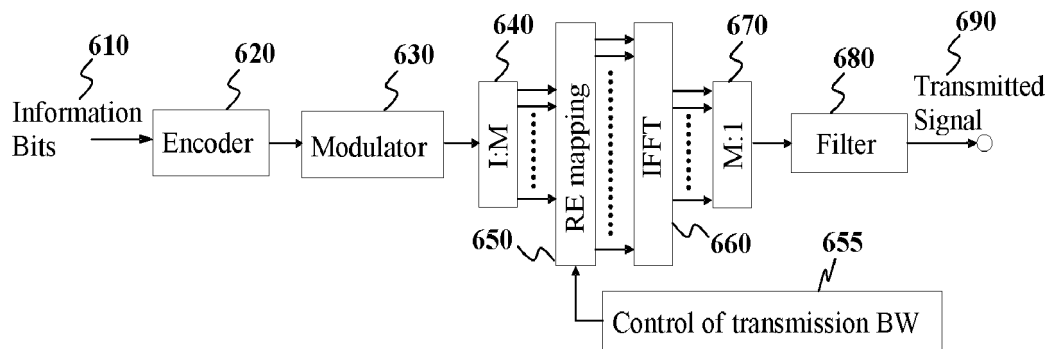 610
Information
Bits
620
Encoder
630
Modulator
640
I:M
RE mapping
650
IFFT
660
670
M:1
680
Filter
690
Transmitted
Signal
655
Control of transmission BW